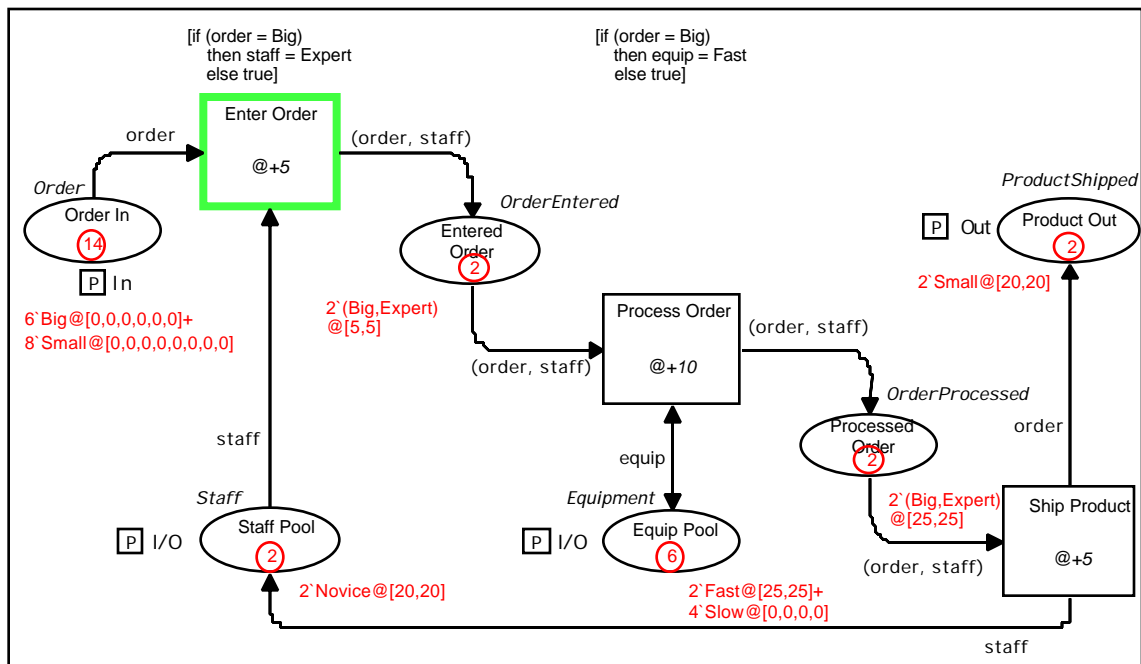 [if (order = Big)
then staff = Expert
else true]
[if (order = Big)
then equip = Fast
else true]
Enter Order
@+5
order
(order, staff)
Order
Order In
14
P In
6`Big@[0,0,0,0,0,0]+
8`Small@[0,0,0,0,0,0,0,0]
OrderEntered
Entered
Order
2
2`(Big,Expert)
@[5,5]
(order, staff)
ProductShipped
P Out
Product Out
2
2`Small@[20,20]
Process Order
@+10
(order, staff)
OrderProcessed
Processed
Order
2
2`(Big,Expert)
@[25,25]
(order, staff)
order
Ship Product
@+5
staff
equip
Staff
P I/O
Staff Pool
2
2`Novice@[20,20]
Equipment
P I/O
Equip Pool
6
2`Fast@[25,25]+
4`Slow@[0,0,0,0]
staff